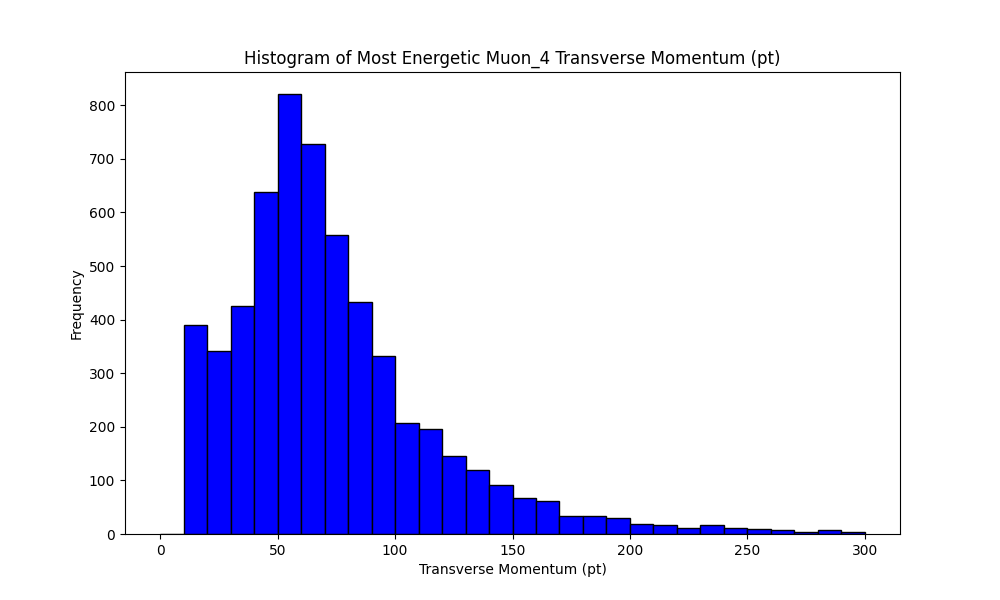 Histogram of Most Energetic Muon_4 Transverse Momentum (pt)
800
700
600
500
400
300
200
100
0
Frequency
0 50 100 150 200 250 300
Transverse Momentum (pt)